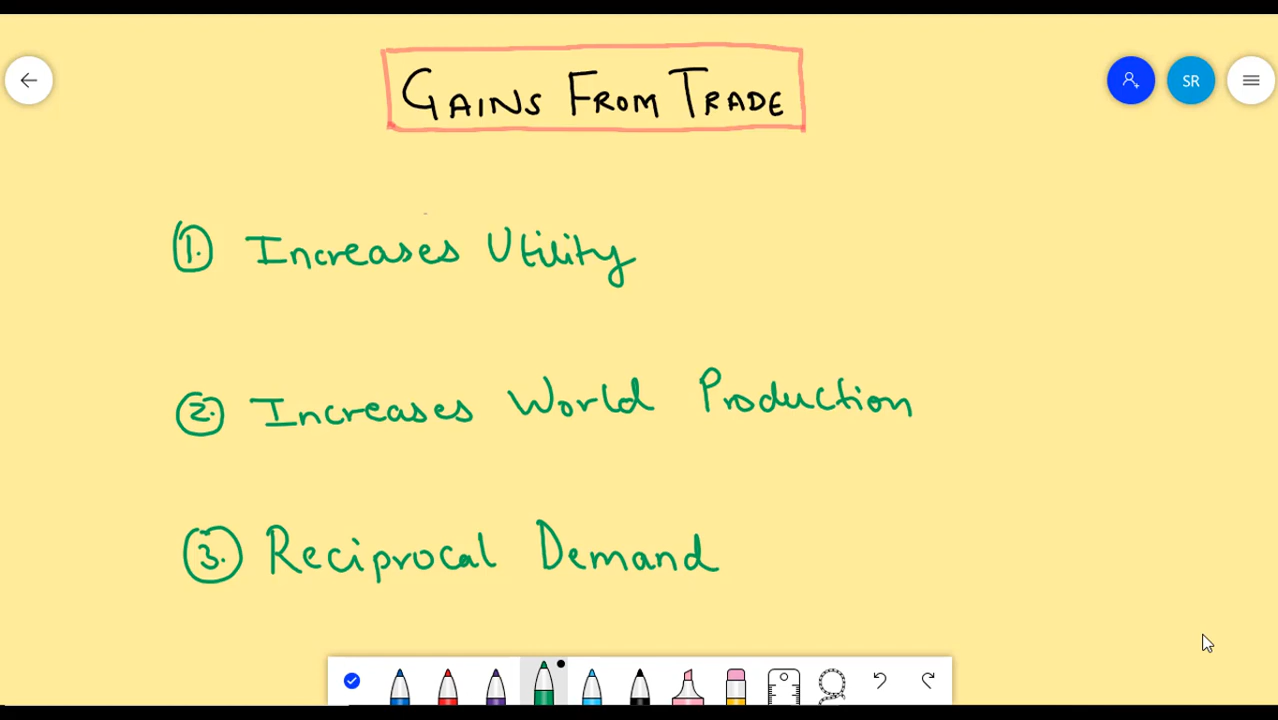 GAINS FROM TRADE
SR
1. Increases Utility
2. Increases World Production
3. Reciprocal Demand